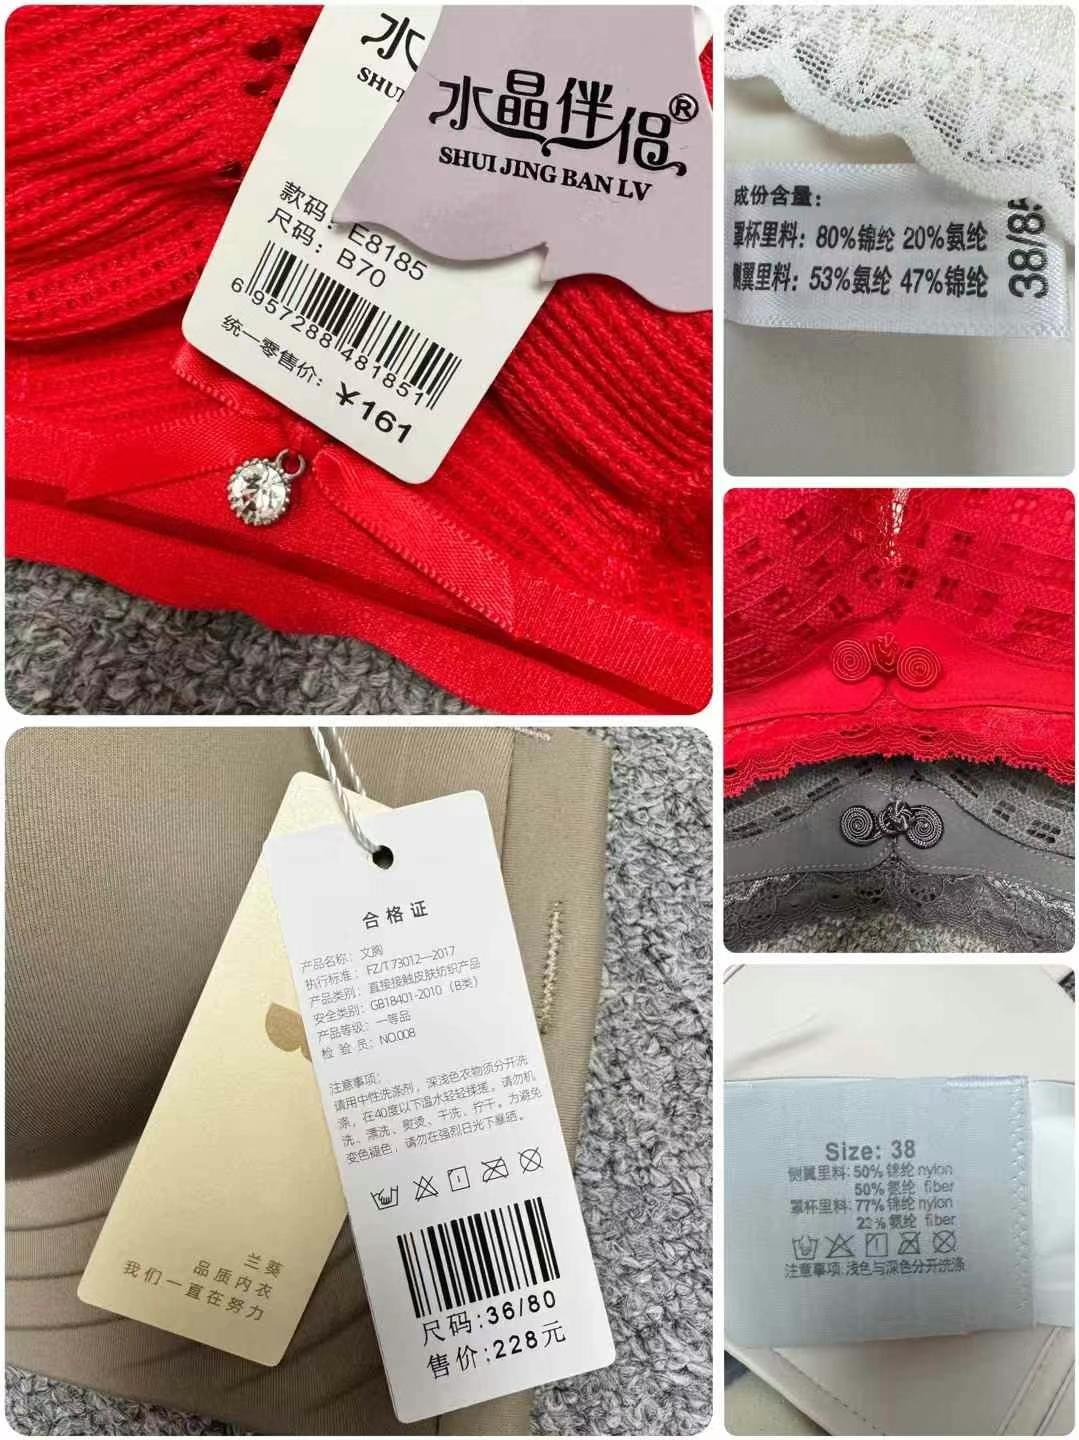 水
SHUI
水晶伴侣®
SHUI JING BAN LV
款码：E8185
尺码：B70
6 957288 481851
统一零售价：￥161
成份含量：
罩杯里料：80%锦纶 20%氨纶
侧翼里料：53%氨纶 47%锦纶
38/85
合格证
产品名称：文胸
执行标准：FZ/T 73012—2017
产品类别：直接接触皮肤纺织产品
安全类别：GB18401-2010（B类）
产品等级：一等品
检 验 员：NO.008
注意事项：
请用中性洗涤剂，深浅色衣物须分开洗
涤，在40度以下温水轻轻揉搓。请勿机
洗、漂洗、熨烫、干洗、拧干。为避免
变色褪色，请勿在强烈日光下暴晒。
尺码:36/80
售价:228元
兰葵
品质内衣
我们一直在努力
Size: 38
侧翼里料: 50%锦纶 nylon
50%氨纶 fiber
罩杯里料: 77%锦纶 nylon
23%氨纶 fiber
注意事项: 浅色与深色分开洗涤